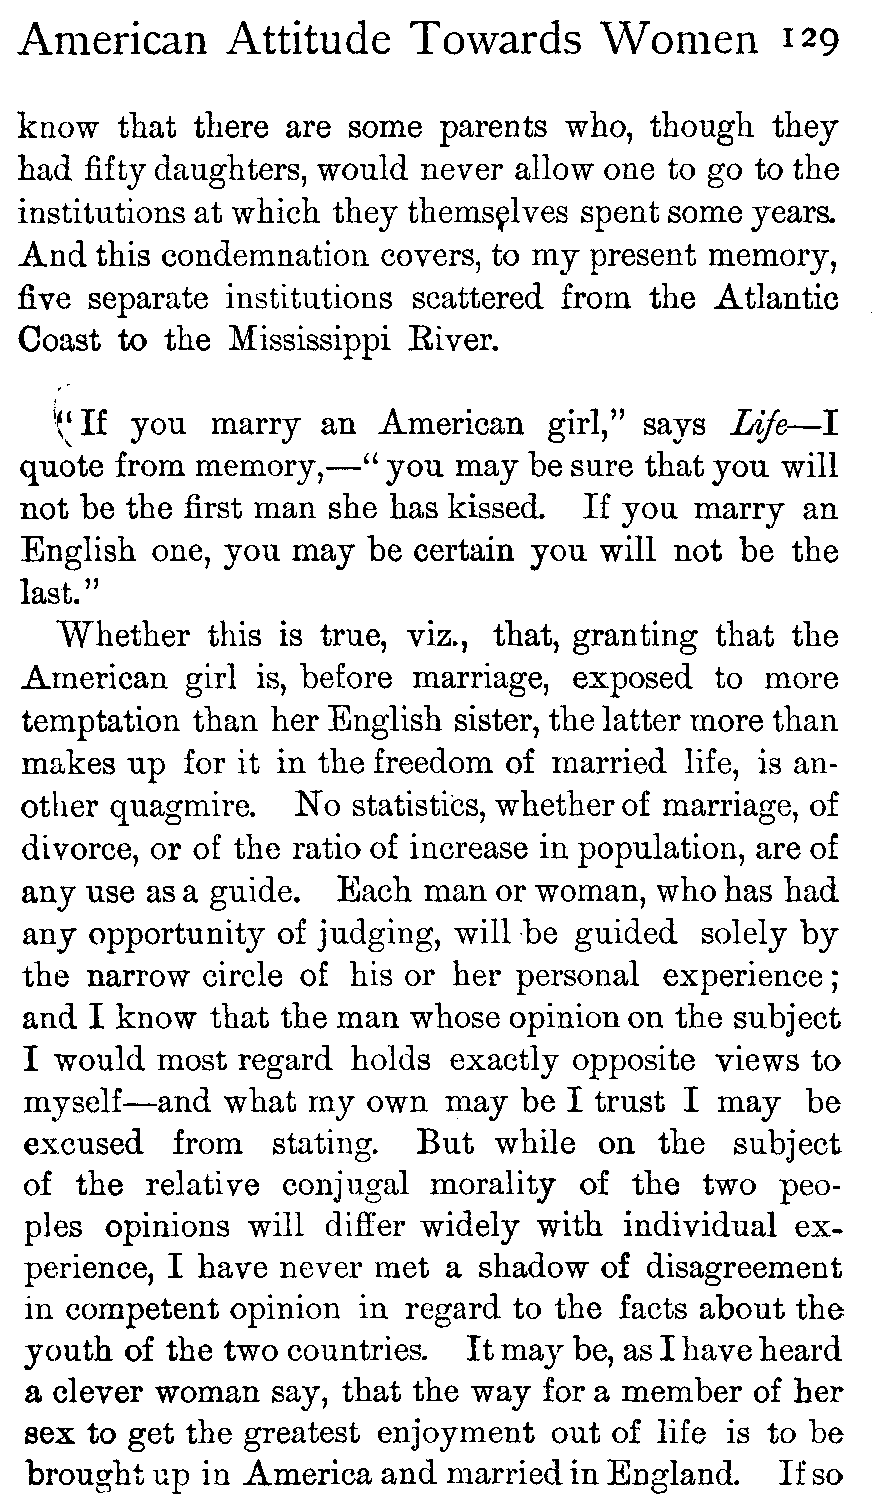 American Attitude Towards Women 129
know that there are some parents who, though they
had fifty daughters, would never allow one to go to the
institutions at which they themselves spent some years.
And this condemnation covers, to my present memory,
five separate institutions scattered from the Atlantic
Coast to the Mississippi River.
"If you marry an American girl," says Life—I
quote from memory,—"you may be sure that you will
not be the first man she has kissed. If you marry an
English one, you may be certain you will not be the
last."
Whether this is true, viz., that, granting that the
American girl is, before marriage, exposed to more
temptation than her English sister, the latter more than
makes up for it in the freedom of married life, is an-
other quagmire. No statistics, whether of marriage, of
divorce, or of the ratio of increase in population, are of
any use as a guide. Each man or woman, who has had
any opportunity of judging, will be guided solely by
the narrow circle of his or her personal experience;
and I know that the man whose opinion on the subject
I would most regard holds exactly opposite views to
myself—and what my own may be I trust I may be
excused from stating. But while on the subject
of the relative conjugal morality of the two peo-
ples opinions will differ widely with individual ex-
perience, I have never met a shadow of disagreement
in competent opinion in regard to the facts about the
youth of the two countries. It may be, as I have heard
a clever woman say, that the way for a member of her
sex to get the greatest enjoyment out of life is to be
brought up in America and married in England. If so